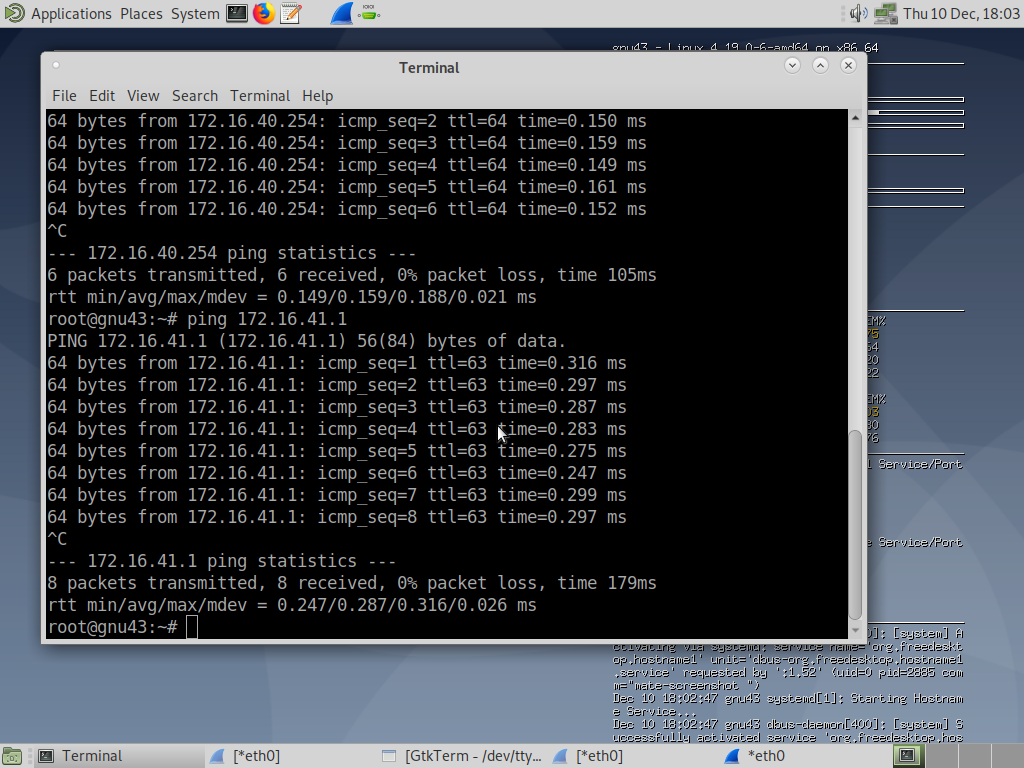 Applications Places System
Thu 10 Dec, 18:03
gnu43 - Linux 4.19.0-6-amd64 on x86_64
Terminal
File Edit View Search Terminal Help
64 bytes from 172.16.40.254: icmp_seq=2 ttl=64 time=0.150 ms
64 bytes from 172.16.40.254: icmp_seq=3 ttl=64 time=0.159 ms
64 bytes from 172.16.40.254: icmp_seq=4 ttl=64 time=0.149 ms
64 bytes from 172.16.40.254: icmp_seq=5 ttl=64 time=0.161 ms
64 bytes from 172.16.40.254: icmp_seq=6 ttl=64 time=0.152 ms
^C
--- 172.16.40.254 ping statistics ---
6 packets transmitted, 6 received, 0% packet loss, time 105ms
rtt min/avg/max/mdev = 0.149/0.159/0.188/0.021 ms
root@gnu43:~# ping 172.16.41.1
PING 172.16.41.1 (172.16.41.1) 56(84) bytes of data.
64 bytes from 172.16.41.1: icmp_seq=1 ttl=63 time=0.316 ms
64 bytes from 172.16.41.1: icmp_seq=2 ttl=63 time=0.297 ms
64 bytes from 172.16.41.1: icmp_seq=3 ttl=63 time=0.287 ms
64 bytes from 172.16.41.1: icmp_seq=4 ttl=63 time=0.283 ms
64 bytes from 172.16.41.1: icmp_seq=5 ttl=63 time=0.275 ms
64 bytes from 172.16.41.1: icmp_seq=6 ttl=63 time=0.247 ms
64 bytes from 172.16.41.1: icmp_seq=7 ttl=63 time=0.299 ms
64 bytes from 172.16.41.1: icmp_seq=8 ttl=63 time=0.297 ms
^C
--- 172.16.41.1 ping statistics ---
8 packets transmitted, 8 received, 0% packet loss, time 179ms
rtt min/avg/max/mdev = 0.247/0.287/0.316/0.026 ms
root@gnu43:~#
EM%
75
64
20
22
EM%
03
80
76
l Service/Port
e Service/Port
]: [system] A
ctivating via systemd: service name='org.freedeskt
op.hostname1' unit='dbus-org.freedesktop.hostname1
.service' requested by ':1.52' (uid=0 pid=2885 com
m="mate-screenshot ")
Dec 10 18:02:47 gnu43 systemd[1]: Starting Hostnam
e Service...
Dec 10 18:02:47 gnu43 dbus-daemon[400]: [system] S
uccessfully activated service 'org.freedesktop.hos
Terminal
[*eth0]
[GtkTerm - /dev/tty...
[*eth0]
*eth0